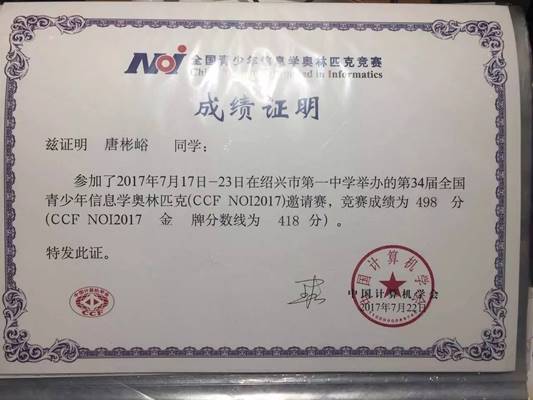 NOI 全国青少年信息学奥林匹克竞赛
in Informatics
成绩证明
兹证明 唐彬峪 同学：
参加了2017年7月17日-23日在绍兴市第一中学举办的第34届全国
青少年信息学奥林匹克(CCF NOI2017)邀请赛，竞赛成绩为 498 分
(CCF NOI2017 金 牌分数线为 418 分）。
特发此证。
CCF
中国计算机学会
2017年7月22日